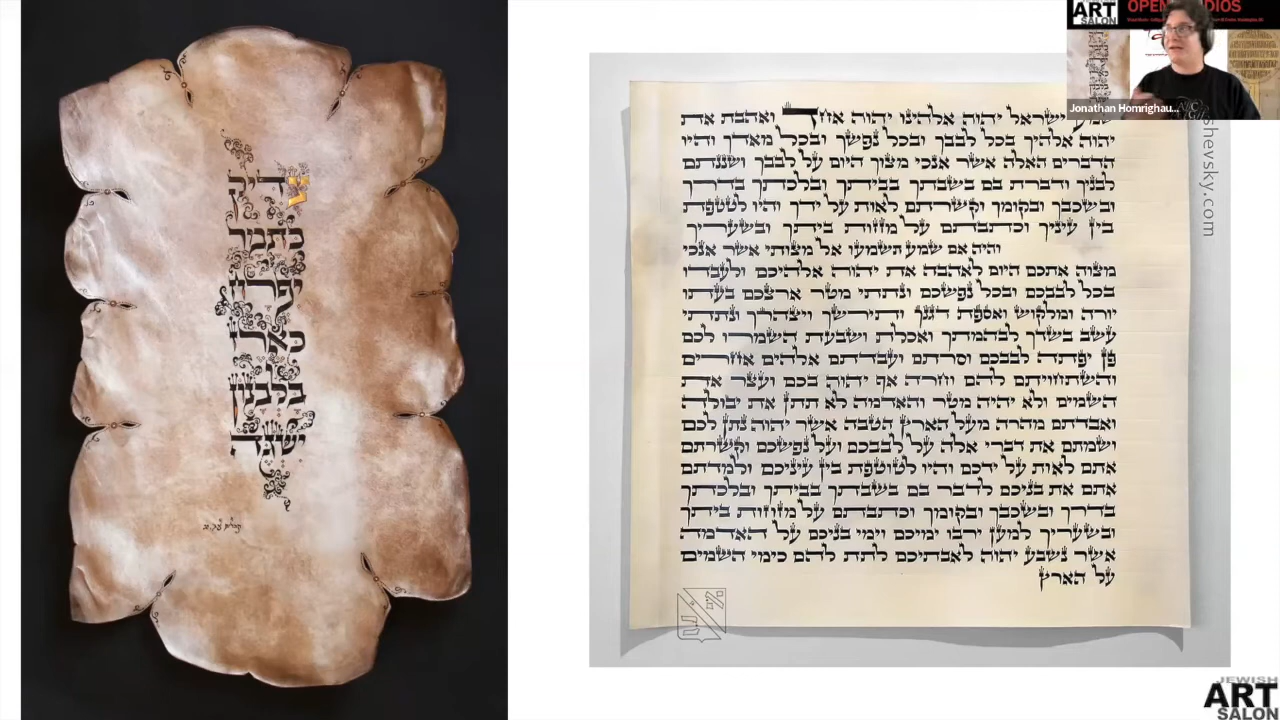 צדיק
כתמר
יפרח
כארז
בלבנון
ישגה
שמע ישראל יהוה אלהינו יהוה אחד ואהבת את
יהוה אלהיך בכל לבבך ובכל נפשך ובכל מאדך והיו
הדברים האלה אשר אנכי מצוך היום על לבבך ושננתם
לבניך ודברת בם בשבתך בביתך ובלכתך בדרך
ובשכבך ובקומך וקשרתם לאות על ידך והיו לטטפת
בין עיניך וכתבתם על מזזות ביתך ובשעריך
והיה אם שמע תשמעו אל מצותי אשר אנכי
מצוה אתכם היום לאהבה את יהוה אלהיכם ולעבדו
בכל לבבכם ובכל נפשכם ונתתי מטר ארצכם בעתו
יורה ומלקוש ואספת דגנך ותירשך ויצהרך ונתתי
עשב בשדך לבהמתך ואכלת ושבעת השמרו לכם
פן יפתה לבבכם וסרתם ועבדתם אלהים אחרים
והשתחויתם להם וחרה אף יהוה בכם ועצר את
השמים ולא יהיה מטר והאדמה לא תתן את יבולה
ואבדתם מהרה מעל הארץ הטבה אשר יהוה נתן לכם
ושמתם את דברי אלה על לבבכם ועל נפשכם וקשרתם
אתם לאות על ידכם והיו לטוטפת בין עיניכם ולמדתם
אתם את בניכם לדבר בם בשבתך בביתך ובלכתך
בדרך ובשכבך ובקומך וכתבתם על מזוזות ביתך
ובשעריך למען ירבו ימיכם וימי בניכם על האדמה
אשר נשבע יהוה לאבתיכם לתת להם כימי השמים
על הארץ
shevsky.com
ART
SALON
OPEN
DIOS
Jonathan Homrighau...
JEWISH
ART
SALON